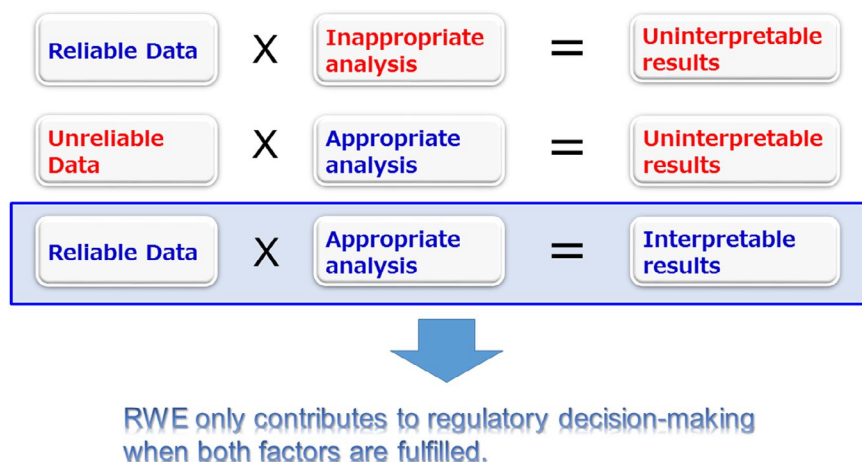 Reliable Data X Inappropriate analysis = Uninterpretable results
Unreliable Data X Appropriate analysis = Uninterpretable results
Reliable Data X Appropriate analysis = Interpretable results
RWE only contributes to regulatory decision-making
when both factors are fulfilled.